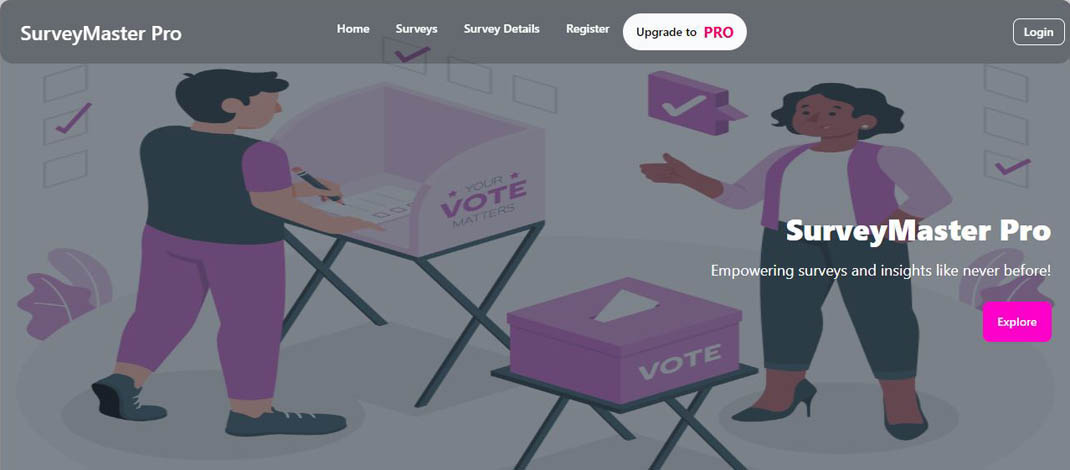 SurveyMaster Pro
Home Surveys Survey Details Register Upgrade to PRO
Login
YOUR
VOTE
MATTERS
SurveyMaster Pro
Empowering surveys and insights like never before!
Explore
VOTE